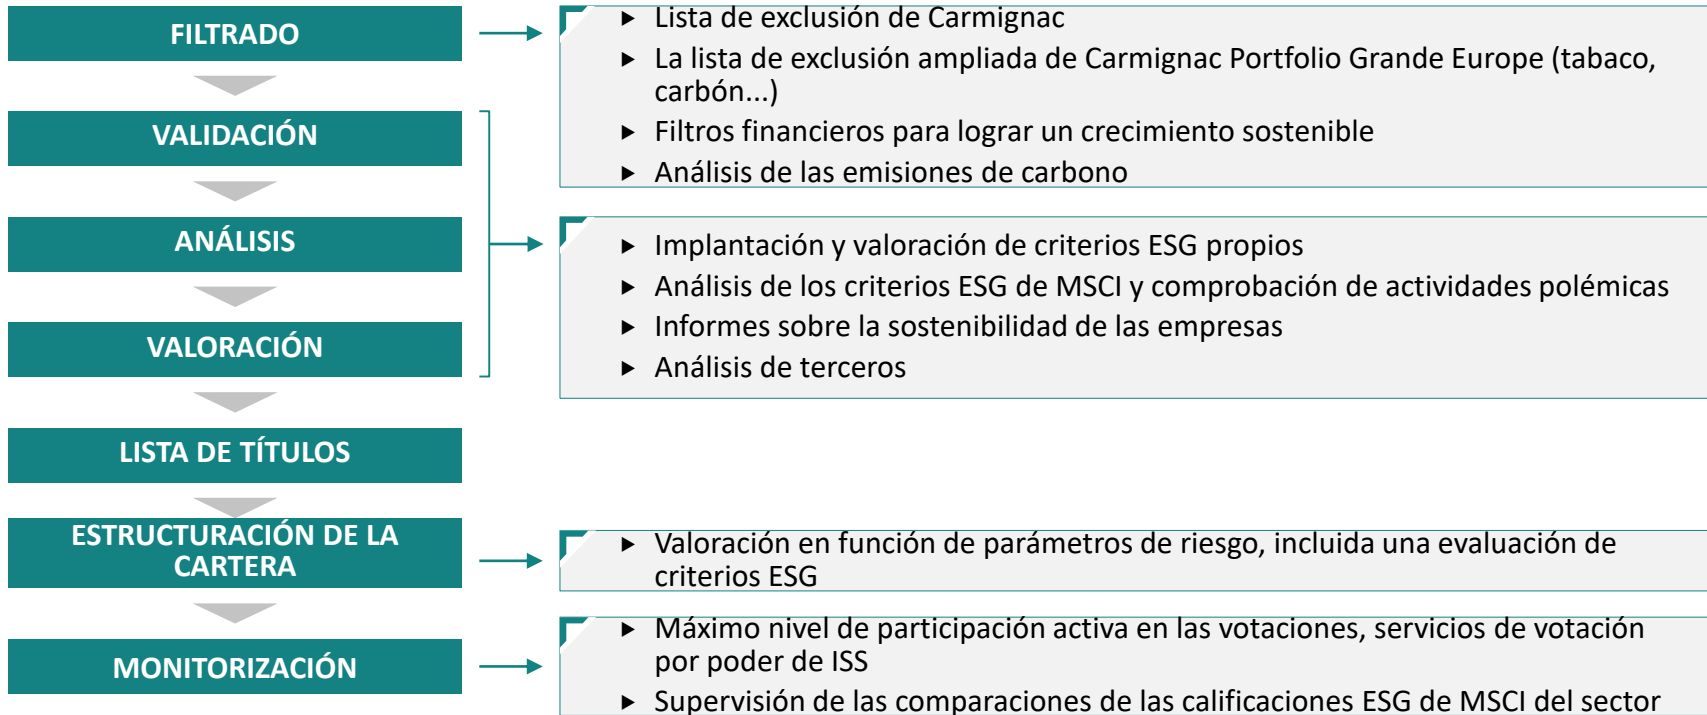 FILTRADO
▶ Lista de exclusión de Carmignac
▶ La lista de exclusión ampliada de Carmignac Portfolio Grande Europe (tabaco,
carbón...)
▶ Filtros financieros para lograr un crecimiento sostenible
▶ Análisis de las emisiones de carbono
VALIDACIÓN
ANÁLISIS
VALORACIÓN
▶ Implantación y valoración de criterios ESG propios
▶ Análisis de los criterios ESG de MSCI y comprobación de actividades polémicas
▶ Informes sobre la sostenibilidad de las empresas
▶ Análisis de terceros
LISTA DE TÍTULOS
ESTRUCTURACIÓN DE LA
CARTERA
▶ Valoración en función de parámetros de riesgo, incluida una evaluación de
criterios ESG
MONITORIZACIÓN
▶ Máximo nivel de participación activa en las votaciones, servicios de votación
por poder de ISS
▶ Supervisión de las comparaciones de las calificaciones ESG de MSCI del sector